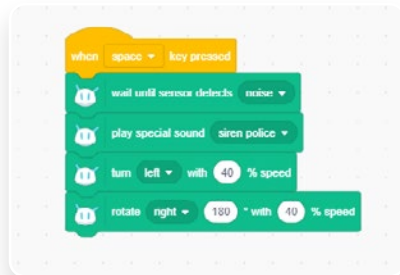 when space key pressed
wait until sensor detects noise
play special sound siren police
turn left with 40 % speed
rotate right 180 ° with 40 % speed